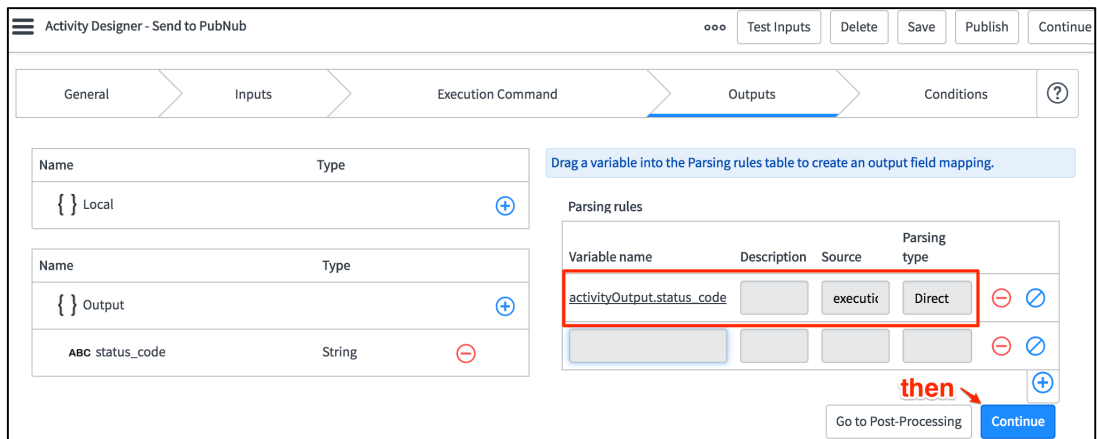 Activity Designer - Send to PubNub
Test Inputs
Delete
Save
Publish
Continue
General
Inputs
Execution Command
Outputs
Conditions
?
Name Type
{ } Local
Name Type
{ } Output
ABC status_code String
Drag a variable into the Parsing rules table to create an output field mapping.
Parsing rules
Variable name Description Source Parsing type
activityOutput.status_code executic Direct
then
Go to Post-Processing
Continue